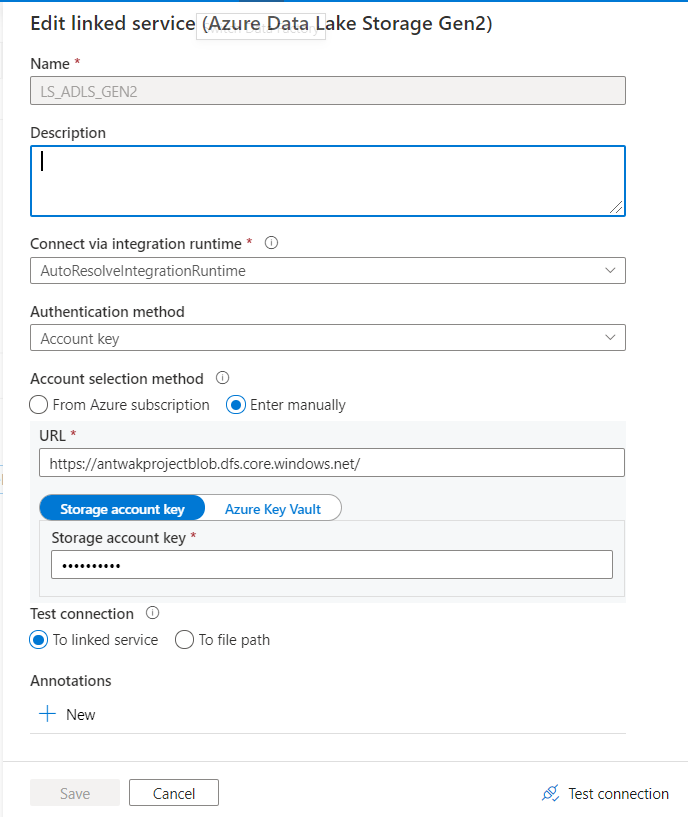 Edit linked service (Azure Data Lake Storage Gen2)
Name *
LS_ADLS_GEN2
Description
Connect via integration runtime *
AutoResolveIntegrationRuntime
Authentication method
Account key
Account selection method
From Azure subscription Enter manually
URL *
https://antwakprojectblob.dfs.core.windows.net/
Storage account key Azure Key Vault
Storage account key *
••••••••••
Test connection
To linked service To file path
Annotations
New
Save Cancel Test connection